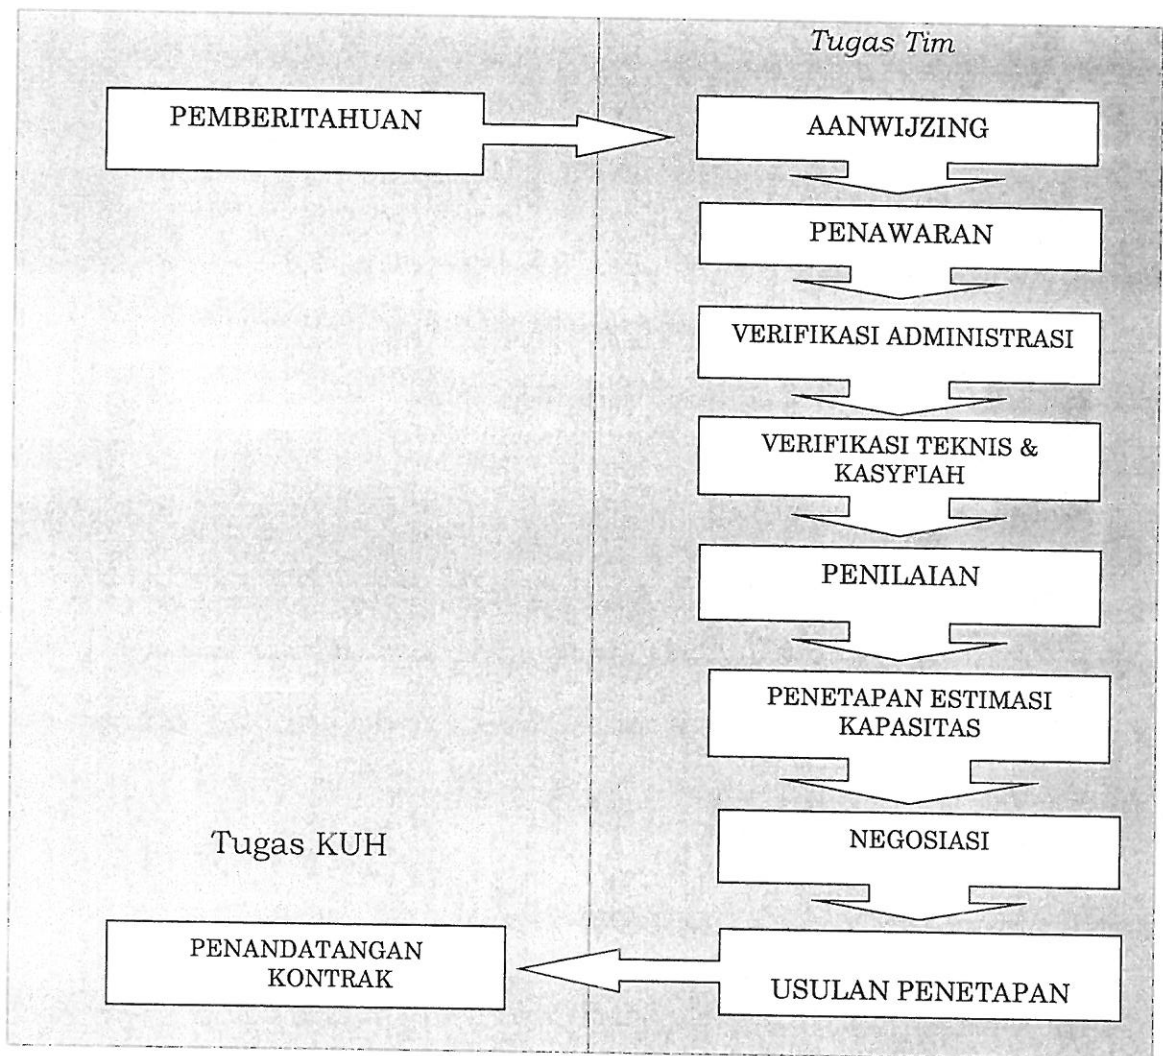 Tugas Tim
PEMBERITAHUAN
AANWIJZING
PENAWARAN
VERIFIKASI ADMINISTRASI
VERIFIKASI TEKNIS &
KASYFIAH
PENILAIAN
PENETAPAN ESTIMASI
KAPASITAS
NEGOSIASI
USULAN PENETAPAN
Tugas KUH
PENANDATANGAN
KONTRAK